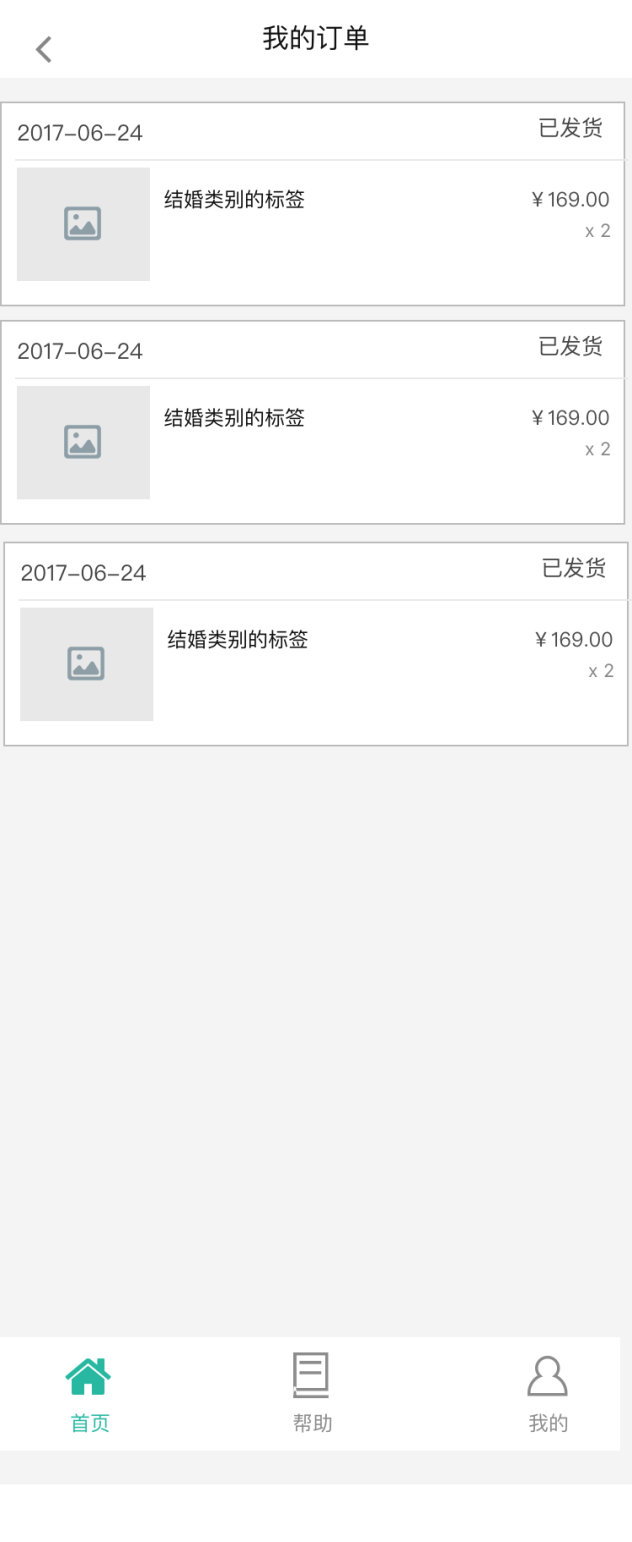 我的订单
2017-06-24 已发货
结婚类别的标签 ¥169.00
x 2
2017-06-24 已发货
结婚类别的标签 ¥169.00
x 2
2017-06-24 已发货
结婚类别的标签 ¥169.00
x 2
首页 帮助 我的